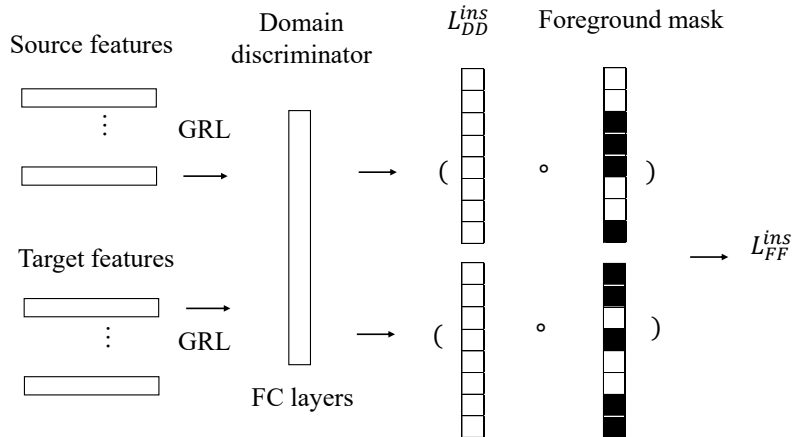 Source features
Domain
discriminator
L_{DD}^{ins}
Foreground mask
⋮
GRL
( ∘ )
L_{FF}^{ins}
Target features
⋮
GRL
( ∘ )
FC layers